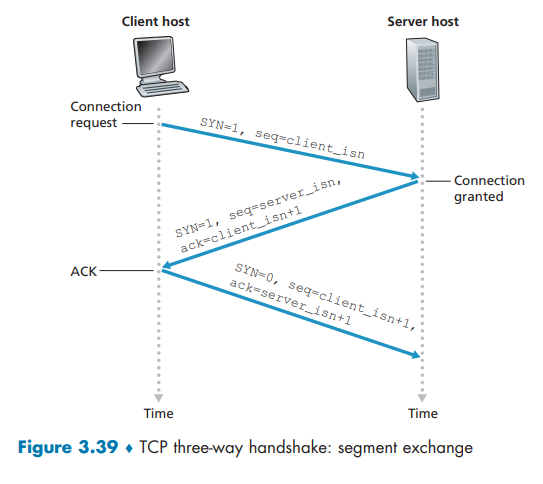 Client host
Server host
Connection
request
SYN=1, seq=client_isn
Connection
granted
SYN=1, seq=server_isn,
ack=client_isn+1
ACK
SYN=0, seq=client_isn+1,
ack=server_isn+1
Time
Time
Figure 3.39 ♦ TCP three-way handshake: segment exchange